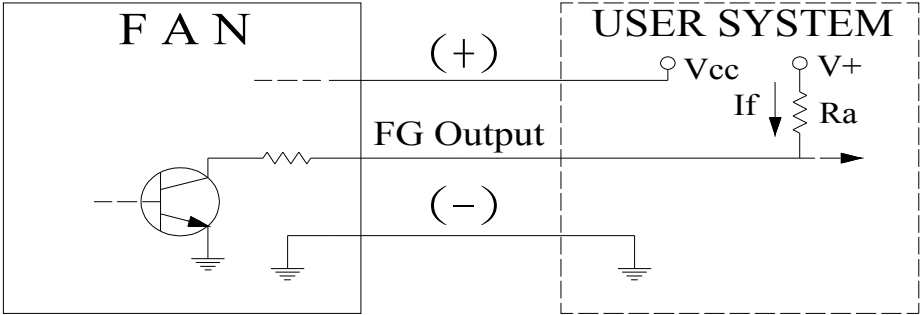 F A N
USER SYSTEM
(+)
Vcc
V+
If
Ra
FG Output
(-)